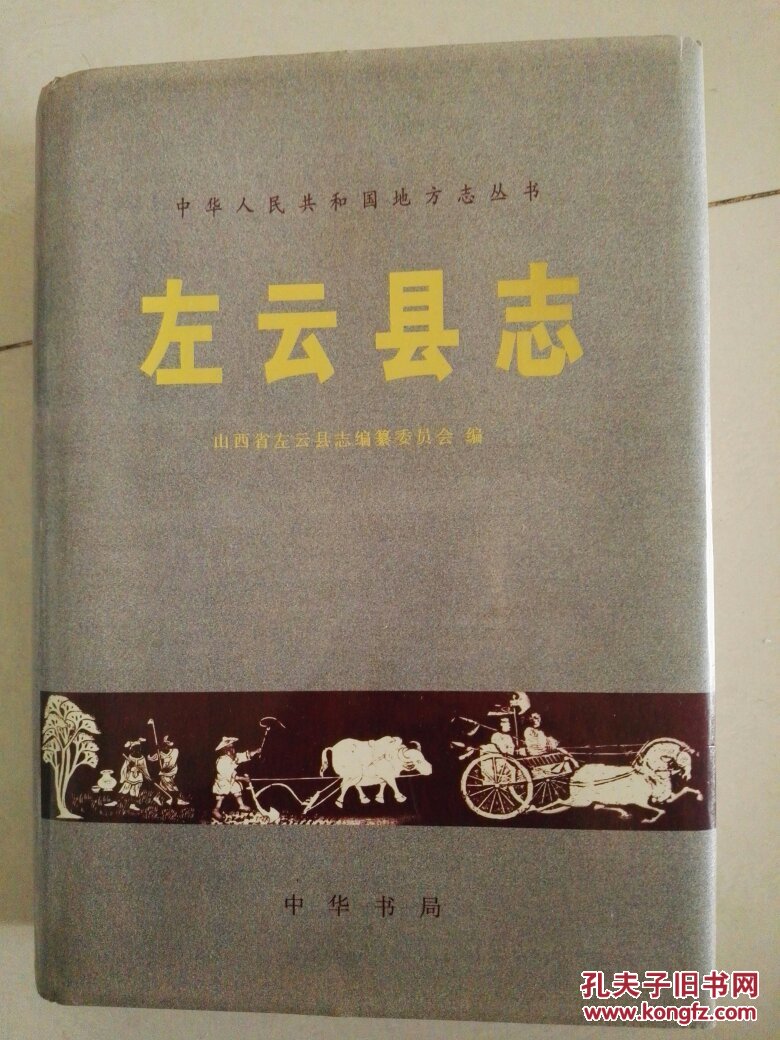 中华人民共和国地方志丛书
左云县志
山西省左云县志编纂委员会 编
中华书局
孔夫子旧书网
www.kongfz.com